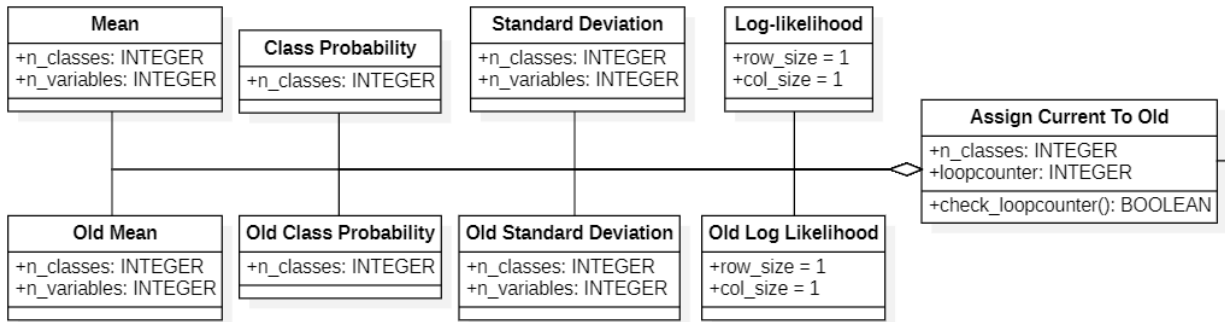 Mean
+n_classes: INTEGER
+n_variables: INTEGER
Class Probability
+n_classes: INTEGER
Standard Deviation
+n_classes: INTEGER
+n_variables: INTEGER
Log-likelihood
+row_size = 1
+col_size = 1
Assign Current To Old
+n_classes: INTEGER
+loopcounter: INTEGER
+check_loopcounter(): BOOLEAN
Old Mean
+n_classes: INTEGER
+n_variables: INTEGER
Old Class Probability
+n_classes: INTEGER
Old Standard Deviation
+n_classes: INTEGER
+n_variables: INTEGER
Old Log Likelihood
+row_size = 1
+col_size = 1